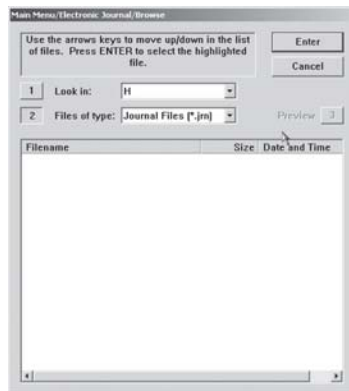 Main Menu/Electronic Journal/Browse
Use the arrows keys to move up/down in the list
of files. Press ENTER to select the highlighted
file.
Enter
Cancel
1 Look in: H
2 Files of type: Journal Files (*.jrn)
Preview 3
Filename Size Date and Time